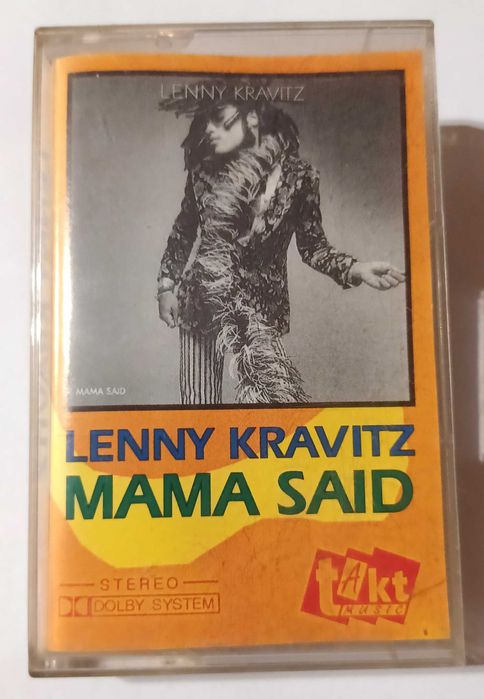 LENNY KRAVITZ
MAMA SAID
LENNY KRAVITZ
MAMA SAID
STEREO
DOLBY SYSTEM
takt
MUSIC